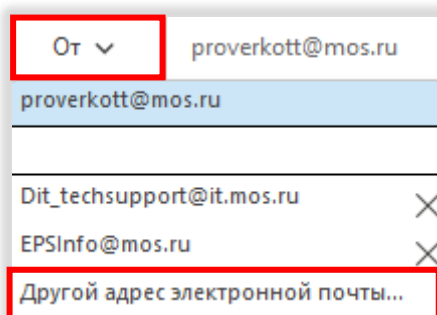 От proverkott@mos.ru
proverkott@mos.ru
Dit_techsupport@it.mos.ru
EPSInfo@mos.ru
Другой адрес электронной почты...